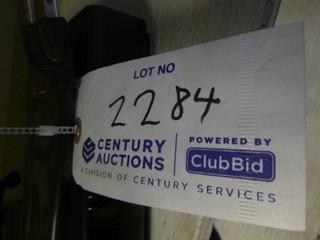 LOT NO
2284
CENTURY AUCTIONS
POWERED BY
ClubBid
A DIVISION OF CENTURY SERVICES